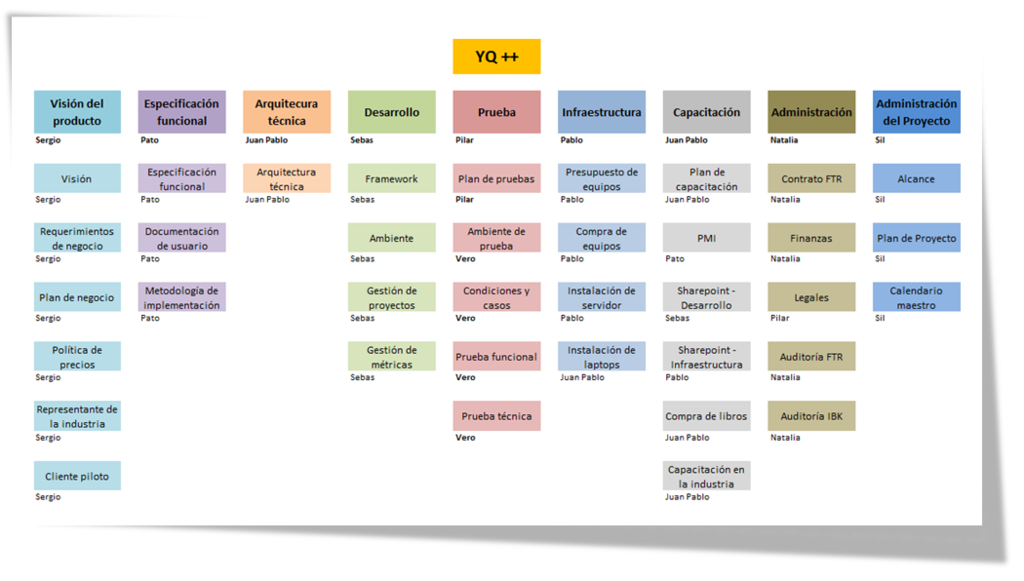 YQ ++
Visión del
producto
Sergio
Especificación
funcional
Pato
Arquitecura
técnica
Juan Pablo
Desarrollo
Sebas
Prueba
Pilar
Infraestructura
Pablo
Capacitación
Juan Pablo
Administración
Natalia
Administración
del Proyecto
Sil
Visión
Sergio
Especificación
funcional
Pato
Arquitectura
técnica
Juan Pablo
Framework
Sebas
Plan de pruebas
Pilar
Presupuesto de
equipos
Pablo
Plan de
capacitación
Juan Pablo
Contrato FTR
Natalia
Alcance
Sil
Requerimientos
de negocio
Sergio
Documentación
de usuario
Pato
Ambiente
Sebas
Ambiente de
prueba
Vero
Compra de
equipos
Pablo
PMI
Pato
Finanzas
Natalia
Plan de Proyecto
Sil
Plan de negocio
Sergio
Metodología de
implementación
Pato
Gestión de
proyectos
Sebas
Condiciones y
casos
Vero
Instalación de
servidor
Pablo
Sharepoint -
Desarrollo
Sebas
Legales
Pilar
Calendario
maestro
Sil
Política de
precios
Sergio
Gestión de
métricas
Sebas
Prueba funcional
Vero
Instalación de
laptops
Juan Pablo
Sharepoint -
Infraestructura
Pablo
Auditoría FTR
Natalia
Representante de
la industria
Sergio
Prueba técnica
Vero
Compra de libros
Juan Pablo
Auditoría IBK
Natalia
Cliente piloto
Sergio
Capacitación en
la industria
Juan Pablo